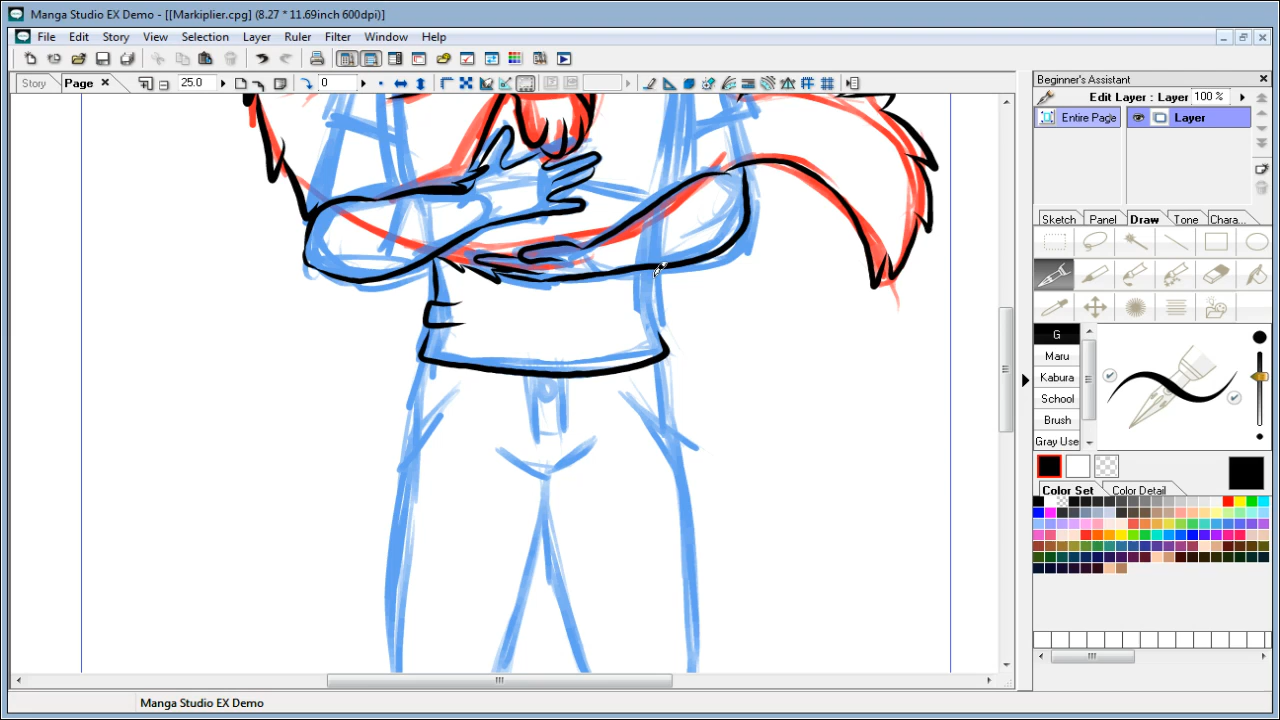 Manga Studio EX Demo - [[Markiplier.cpg] (8.27 * 11.69inch 600dpi)]
File Edit Story View Selection Layer Ruler Filter Window Help
Story Page 25.0 0
Beginner's Assistant
Edit Layer : Layer 100 %
Entire Page Layer
Sketch Panel Draw Tone Chara...
G
Maru
Kabura
School
Brush
Gray Use
Color Set Color Detail
Manga Studio EX Demo